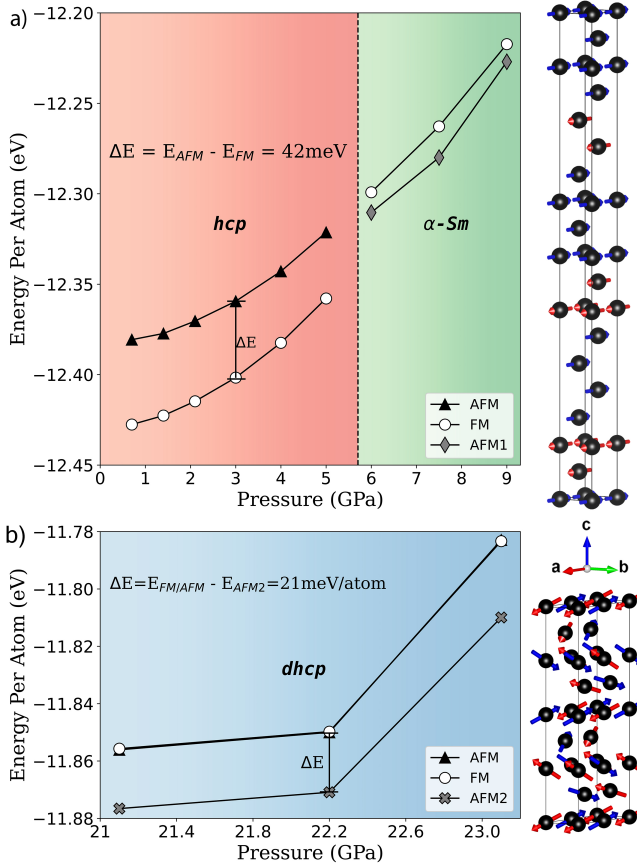 a)
−12.20
−12.25
−12.30
−12.35
−12.40
−12.45
Energy Per Atom (eV)
ΔE = E_AFM - E_FM = 42meV
hcp
α-Sm
ΔE
AFM
FM
AFM1
0 1 2 3 4 5 6 7 8 9
Pressure (GPa)
b)
−11.78
−11.80
−11.82
−11.84
−11.86
−11.88
Energy Per Atom (eV)
ΔE=E_FM/AFM - E_AFM2=21meV/atom
dhcp
ΔE
AFM
FM
AFM2
21 21.4 21.8 22.2 22.6 23.0
Pressure (GPa)
c
a b